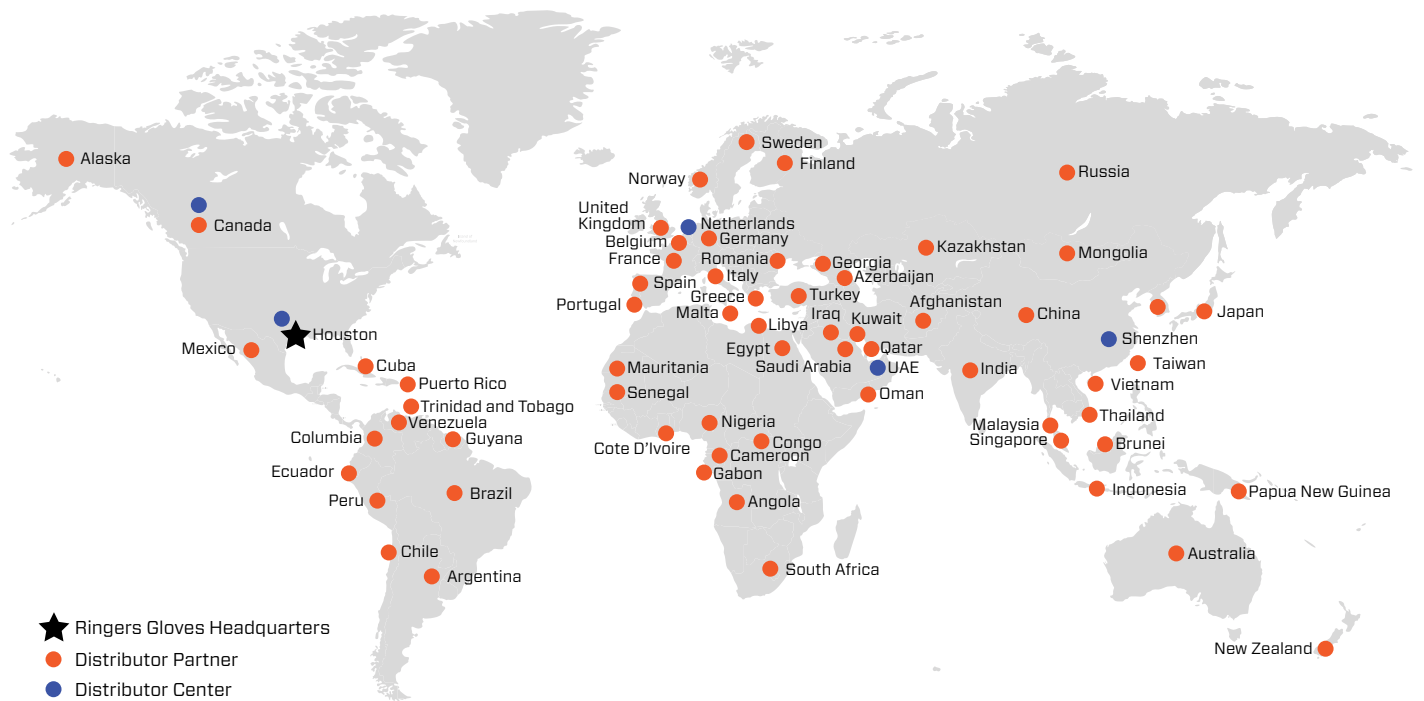 Alaska
Canada
Houston
Mexico
Cuba
Puerto Rico
Trinidad and Tobago
Venezuela
Columbia
Guyana
Ecuador
Peru
Brazil
Chile
Argentina
Sweden
Finland
Norway
United
Kingdom
Netherlands
Belgium
Germany
France
Romania
Italy
Spain
Portugal
Greece
Malta
Turkey
Georgia
Azerbaijan
Kazakhstan
Russia
Mongolia
Afghanistan
China
Japan
Shenzhen
Taiwan
Libya
Iraq
Kuwait
Egypt
Saudi Arabia
Qatar
UAE
Oman
India
Mauritania
Senegal
Nigeria
Cote D'Ivoire
Congo
Cameroon
Gabon
Angola
South Africa
Vietnam
Thailand
Malaysia
Singapore
Brunei
Indonesia
Papua New Guinea
Australia
New Zealand
Ringers Gloves Headquarters
Distributor Partner
Distributor Center